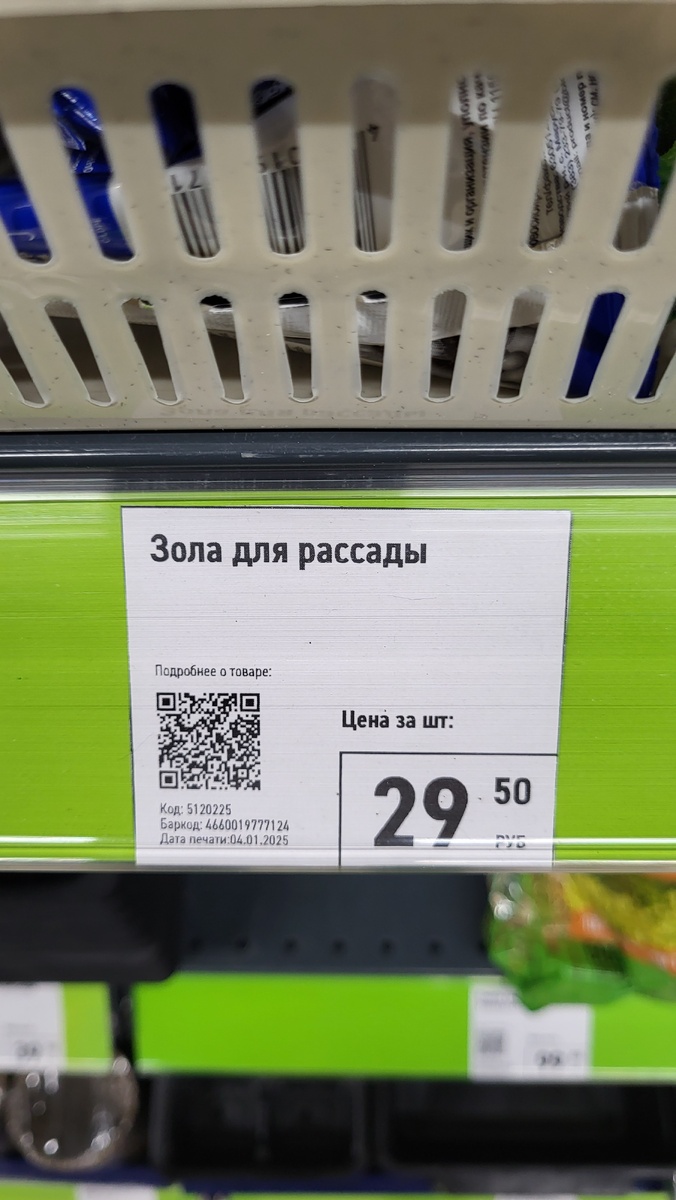 Зола для рассады
Подробнее о товаре:
Цена за шт:
29 50
РУБ
Код: 5120225
Баркод: 4660019777124
Дата печати:04.01.2025